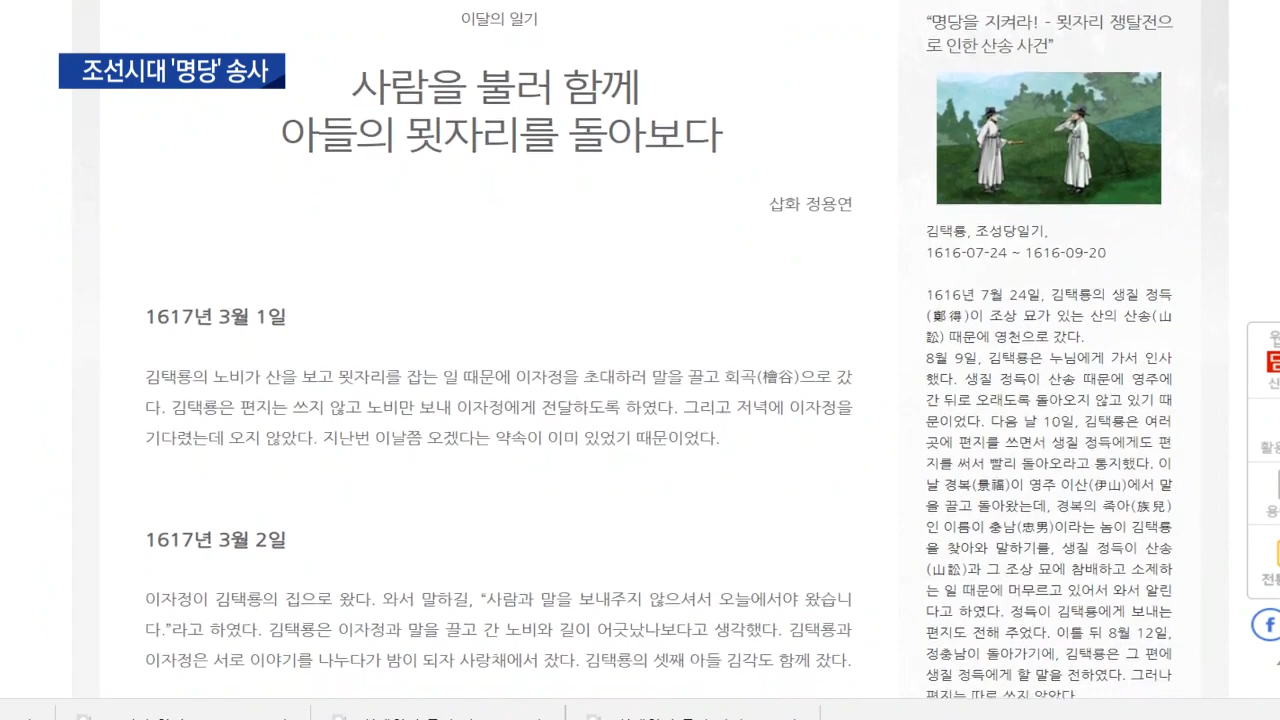 이달의 일기
조선시대 '명당' 송사
사람을 불러 함께
아들의 묏자리를 돌아보다
삽화 정용연
1617년 3월 1일
김택룡의 노비가 산을 보고 묏자리를 잡는 일 때문에 이자정을 초대하러 말을 끌고 회곡(檜谷)으로 갔
다. 김택룡은 편지는 쓰지 않고 노비만 보내 이자정에게 전달하도록 하였다. 그리고 저녁에 이자정을
기다렸는데 오지 않았다. 지난번 이날쯤 오겠다는 약속이 이미 있었기 때문이었다.
1617년 3월 2일
이자정이 김택룡의 집으로 왔다. 와서 말하길, “사람과 말을 보내주지 않으셔서 오늘에서야 왔습니
다.”라고 하였다. 김택룡은 이자정과 말을 끌고 간 노비와 길이 어긋났나보다고 생각했다. 김택룡과
이자정은 서로 이야기를 나누다가 밤이 되자 사랑채에서 잤다. 김택룡의 셋째 아들 김각도 함께 잤다.
“명당을 지켜라! - 묏자리 쟁탈전으
로 인한 산송 사건”
김택룡, 조성당일기,
1616-07-24 ~ 1616-09-20
1616년 7월 24일, 김택룡의 생질 정득
(鄭得)이 조상 묘가 있는 산의 산송(山
訟) 때문에 영천으로 갔다.
8월 9일, 김택룡은 누님에게 가서 인사
했다. 생질 정득이 산송 때문에 영주에
간 뒤로 오래도록 돌아오지 않고 있기 때
문이었다. 다음 날 10일, 김택룡은 여러
곳에 편지를 쓰면서 생질 정득에게도 편
지를 써서 빨리 돌아오라고 통지했다. 이
날 경복(景福)이 영주 이산(伊山)에서 말
을 끌고 돌아왔는데, 경복의 족아(族兒)
인 이름이 충남(忠男)이라는 놈이 김택룡
을 찾아와 말하기를, 생질 정득이 산송
(山訟)과 그 조상 묘에 참배하고 소제하
는 일 때문에 머무르고 있어서 와서 알린
다고 하였다. 정득이 김택룡에게 보내는
편지도 전해 주었다. 이틀 뒤 8월 12일,
정충남이 돌아가기에, 김택룡은 그 편에
생질 정득에게 할 말을 전하였다. 그러나
편지는 따로 쓰지 않았다.